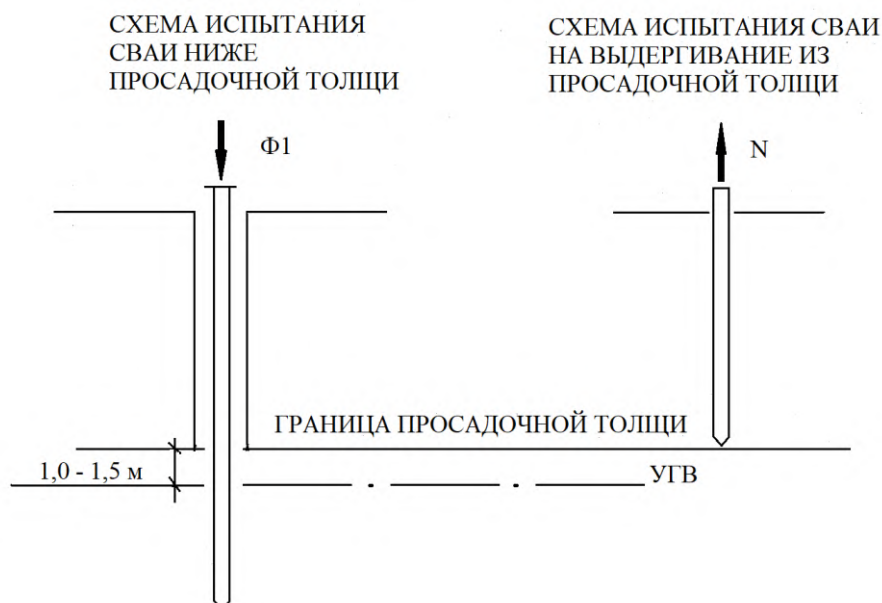 СХЕМА ИСПЫТАНИЯ
СВАИ НИЖЕ
ПРОСАДОЧНОЙ ТОЛЩИ
СХЕМА ИСПЫТАНИЯ СВАИ
НА ВЫДЕРГИВАНИЕ ИЗ
ПРОСАДОЧНОЙ ТОЛЩИ
Ф1
N
ГРАНИЦА ПРОСАДОЧНОЙ ТОЛЩИ
1,0 - 1,5 м
УГВ